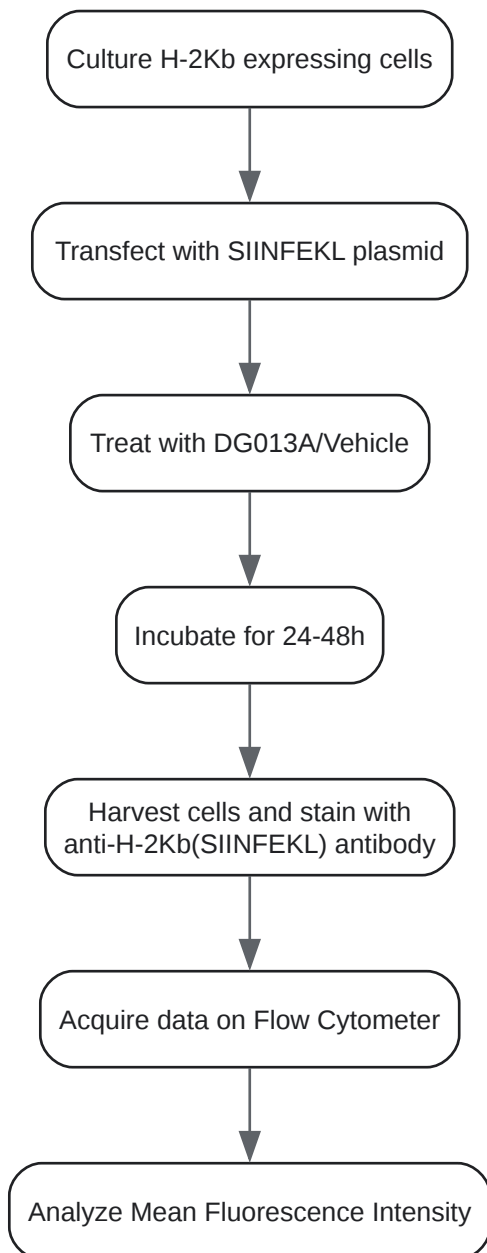 Culture H-2Kb expressing cells
Transfect with SIINFEKL plasmid
Treat with DG013A/Vehicle
Incubate for 24-48h
Harvest cells and stain with
anti-H-2Kb(SIINFEKL) antibody
Acquire data on Flow Cytometer
Analyze Mean Fluorescence Intensity